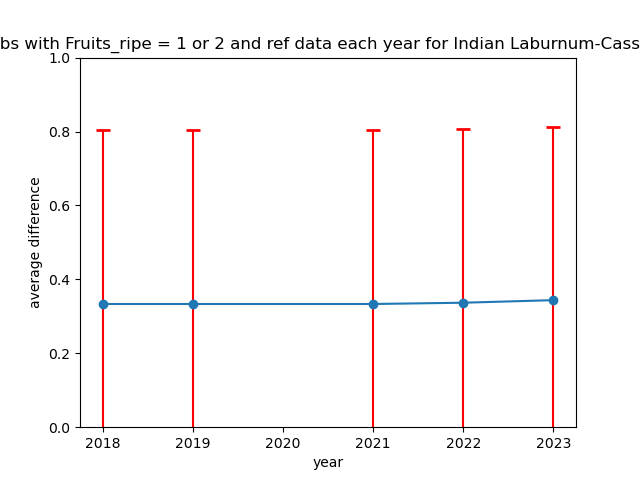 bs with Fruits_ripe = 1 or 2 and ref data each year for Indian Laburnum-Cass
1.0
0.8
0.6
0.4
0.2
0.0
average difference
2018 2019 2020 2021 2022 2023
year